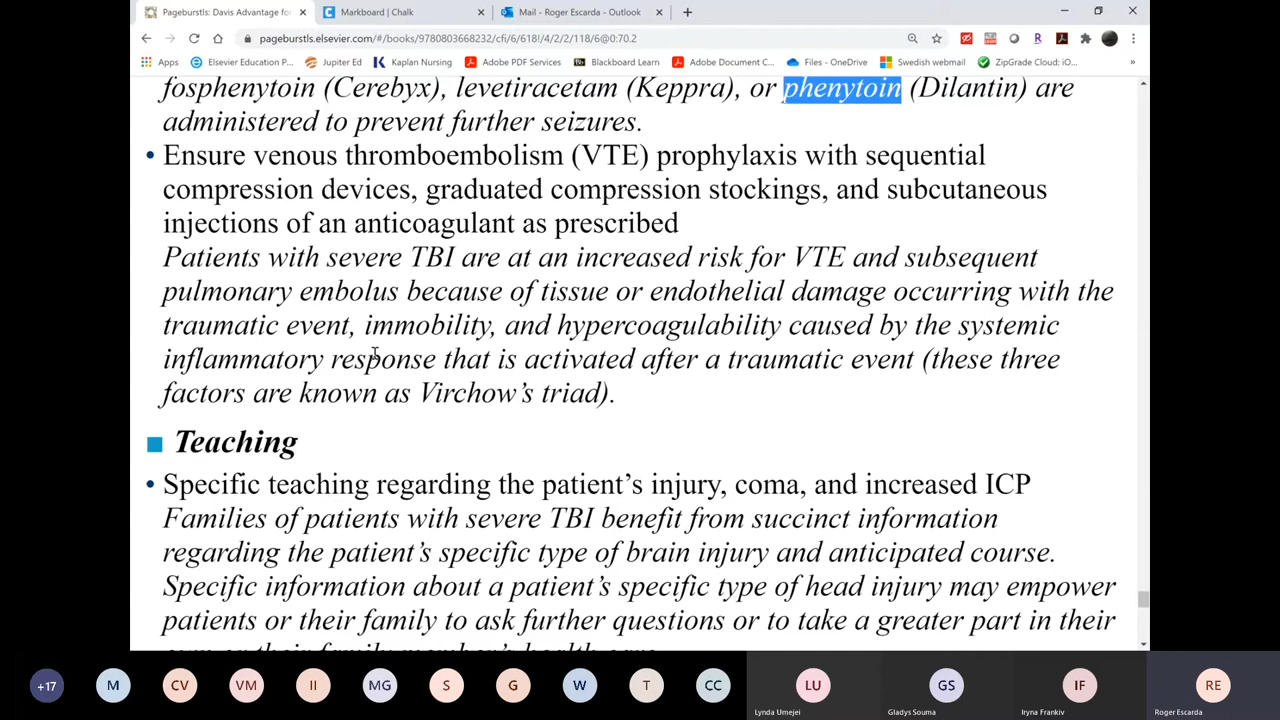 Pageburstls: Davis Advantage for
Markboard | Chalk
Mail - Roger Escarda - Outlook
pageburstls.elsevier.com/#/books/9780803668232/cfi/6/618!/4/2/2/118/6@0:70.2
Apps
Elsevier Education P...
Jupiter Ed
Kaplan Nursing
Adobe PDF Services
Blackboard Learn
Adobe Document C...
Files - OneDrive
Swedish webmail
ZipGrade Cloud: iO...
fosphenytoin (Cerebyx), levetiracetam (Keppra), or phenytoin (Dilantin) are
administered to prevent further seizures.
• Ensure venous thromboembolism (VTE) prophylaxis with sequential
compression devices, graduated compression stockings, and subcutaneous
injections of an anticoagulant as prescribed
Patients with severe TBI are at an increased risk for VTE and subsequent
pulmonary embolus because of tissue or endothelial damage occurring with the
traumatic event, immobility, and hypercoagulability caused by the systemic
inflammatory response that is activated after a traumatic event (these three
factors are known as Virchow’s triad).
Teaching
• Specific teaching regarding the patient’s injury, coma, and increased ICP
Families of patients with severe TBI benefit from succinct information
regarding the patient’s specific type of brain injury and anticipated course.
Specific information about a patient’s specific type of head injury may empower
patients or their family to ask further questions or to take a greater part in their
own or their family member’s health care.
+17
M
CV
VM
II
MG
S
G
W
T
CC
LU
GS
IF
RE
Lynda Umejei
Gladys Souma
Iryna Frankiv
Roger Escarda